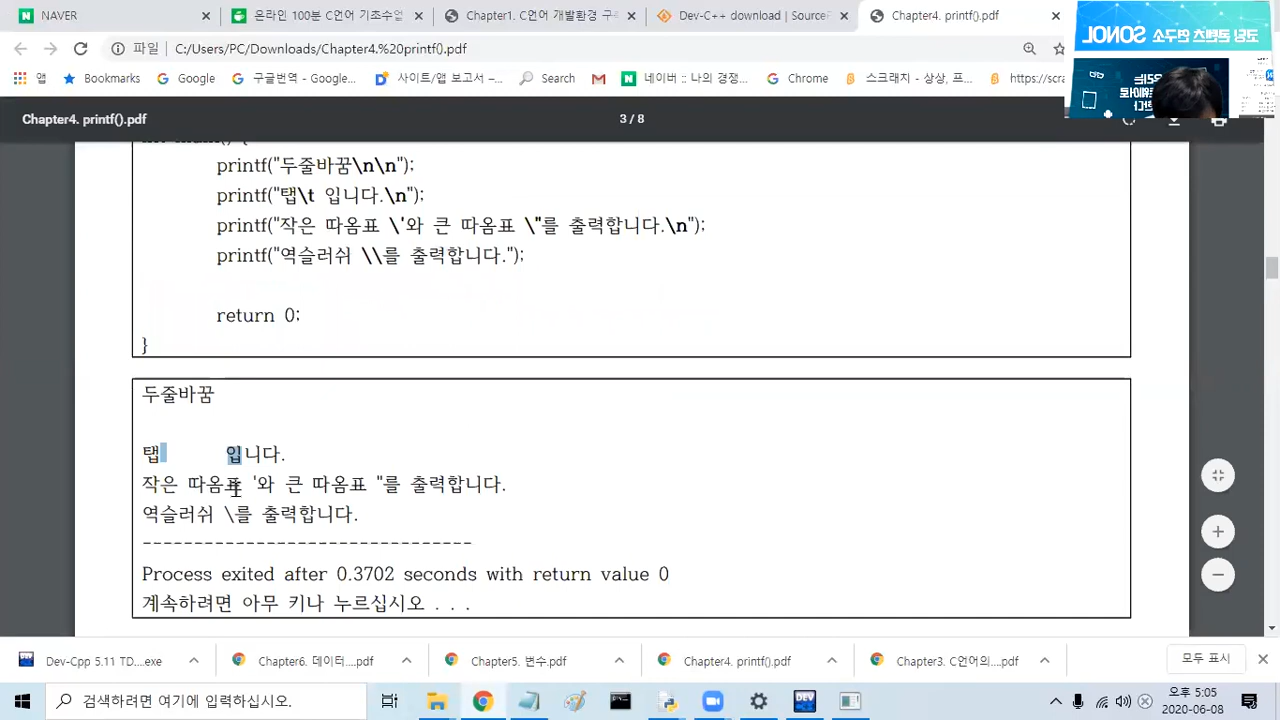 NAVER
온라인 100분 C언어 기초수업
Chapter1. C언어 개발환경 구
Dev-C++ download | SourceF
Chapter4. printf().pdf
파일 | C:/Users/PC/Downloads/Chapter4.%20printf().pdf
앱
Bookmarks
Google
구글번역 - Google...
사이트/앱 보고서...
Search
네이버 :: 나의 경정...
Chrome
스크래치 - 상상, 프...
https://scra
코딩 콘텐츠 연구소 SONOL
Chapter4. printf().pdf
3 / 8
printf("두줄바꿈\n\n");
printf("탭\t 입니다.\n");
printf("작은 따옴표 \'와 큰 따옴표 \"를 출력합니다.\n");
printf("역슬러쉬 \\를 출력합니다.");
return 0;
}
두줄바꿈
탭 입니다.
작은 따옴표 '와 큰 따옴표 "를 출력합니다.
역슬러쉬 \를 출력합니다.
-------------------------------
Process exited after 0.3702 seconds with return value 0
계속하려면 아무 키나 누르십시오 . . .
Dev-Cpp 5.11 TD....exe
Chapter6. 데이터....pdf
Chapter5. 변수.pdf
Chapter4. printf().pdf
Chapter3. C언어의....pdf
모두 표시
검색하려면 여기에 입력하십시오.
DEV
오후 5:05
2020-06-08